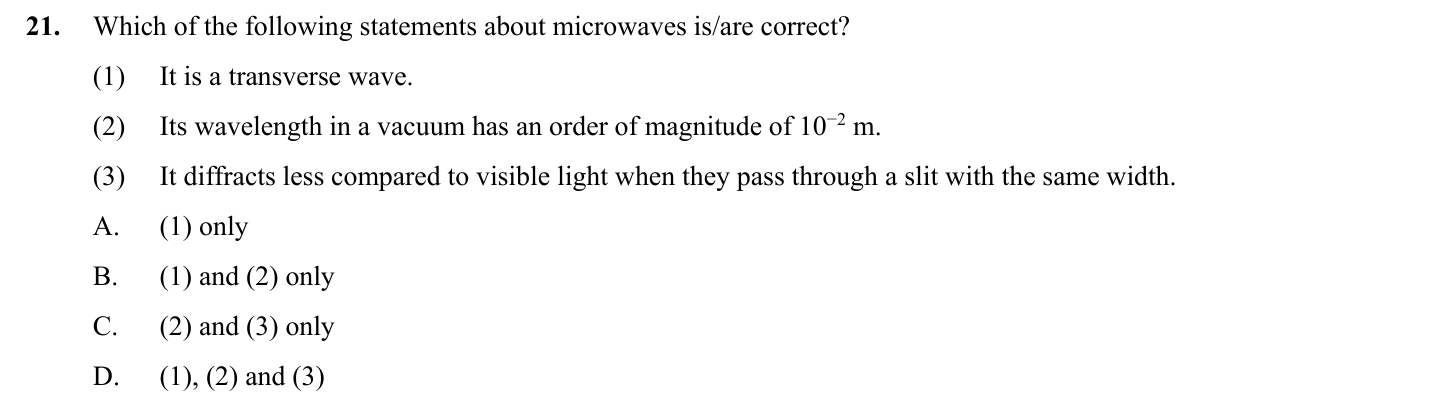 21. Which of the following statements about microwaves is/are correct?
(1) It is a transverse wave.
(2) Its wavelength in a vacuum has an order of magnitude of 10⁻² m.
(3) It diffracts less compared to visible light when they pass through a slit with the same width.
A. (1) only
B. (1) and (2) only
C. (2) and (3) only
D. (1), (2) and (3)